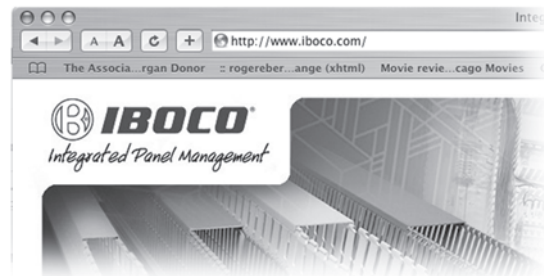 Integ
A A C + http://www.iboco.com/
The Associa...rgan Donor :: rogereber...ange (xhtml) Movie revie...cago Movies
IBOCO
Integrated Panel Management